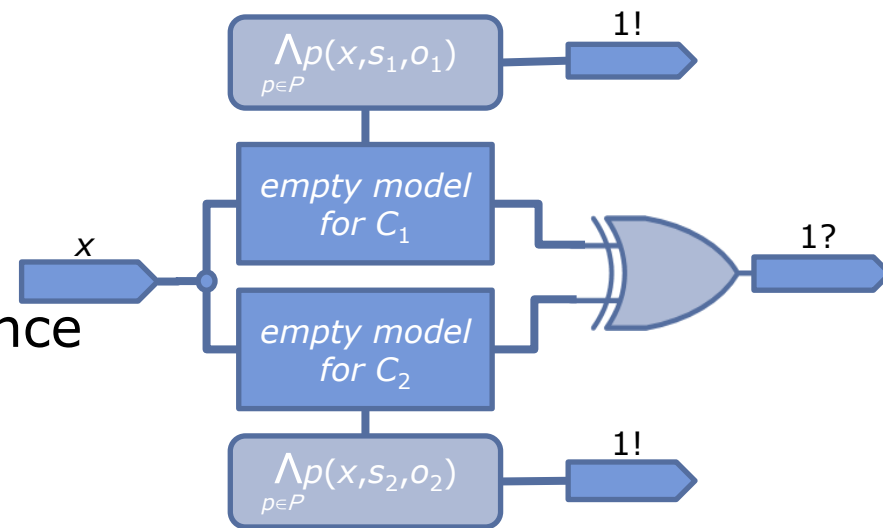 1!
⋀p(x,s₁,o₁)
p∈P
empty model
for C₁
x
1?
nce
empty model
for C₂
1!
⋀p(x,s₂,o₂)
p∈P